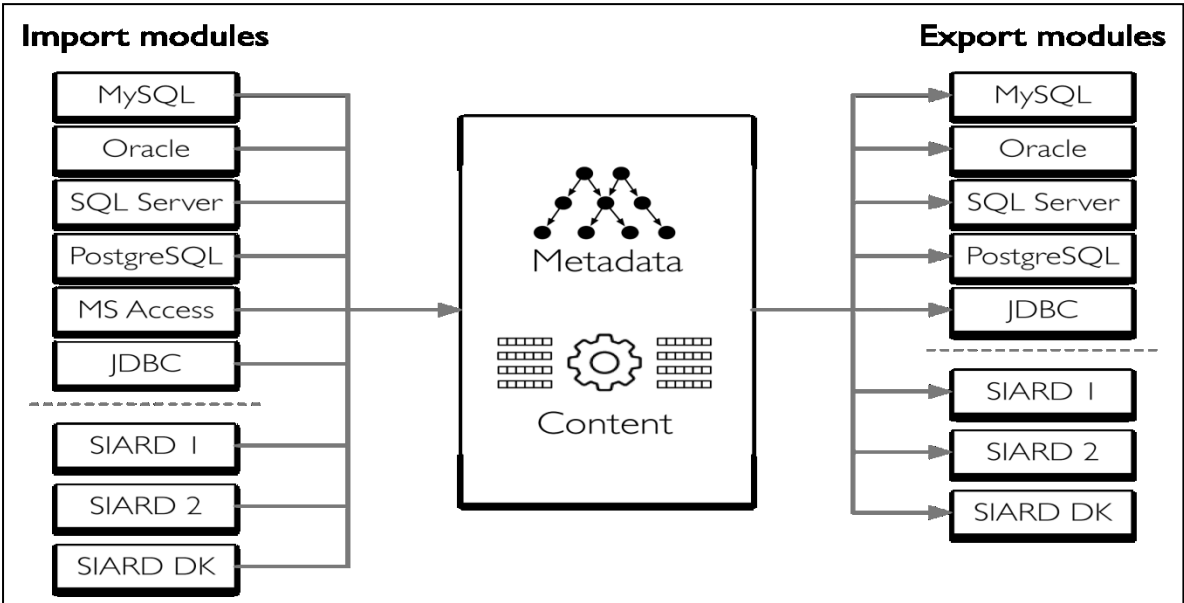 Import modules
MySQL
Oracle
SQL Server
PostgreSQL
MS Access
JDBC
SIARD 1
SIARD 2
SIARD DK
Metadata
Content
Export modules
MySQL
Oracle
SQL Server
PostgreSQL
JDBC
SIARD 1
SIARD 2
SIARD DK